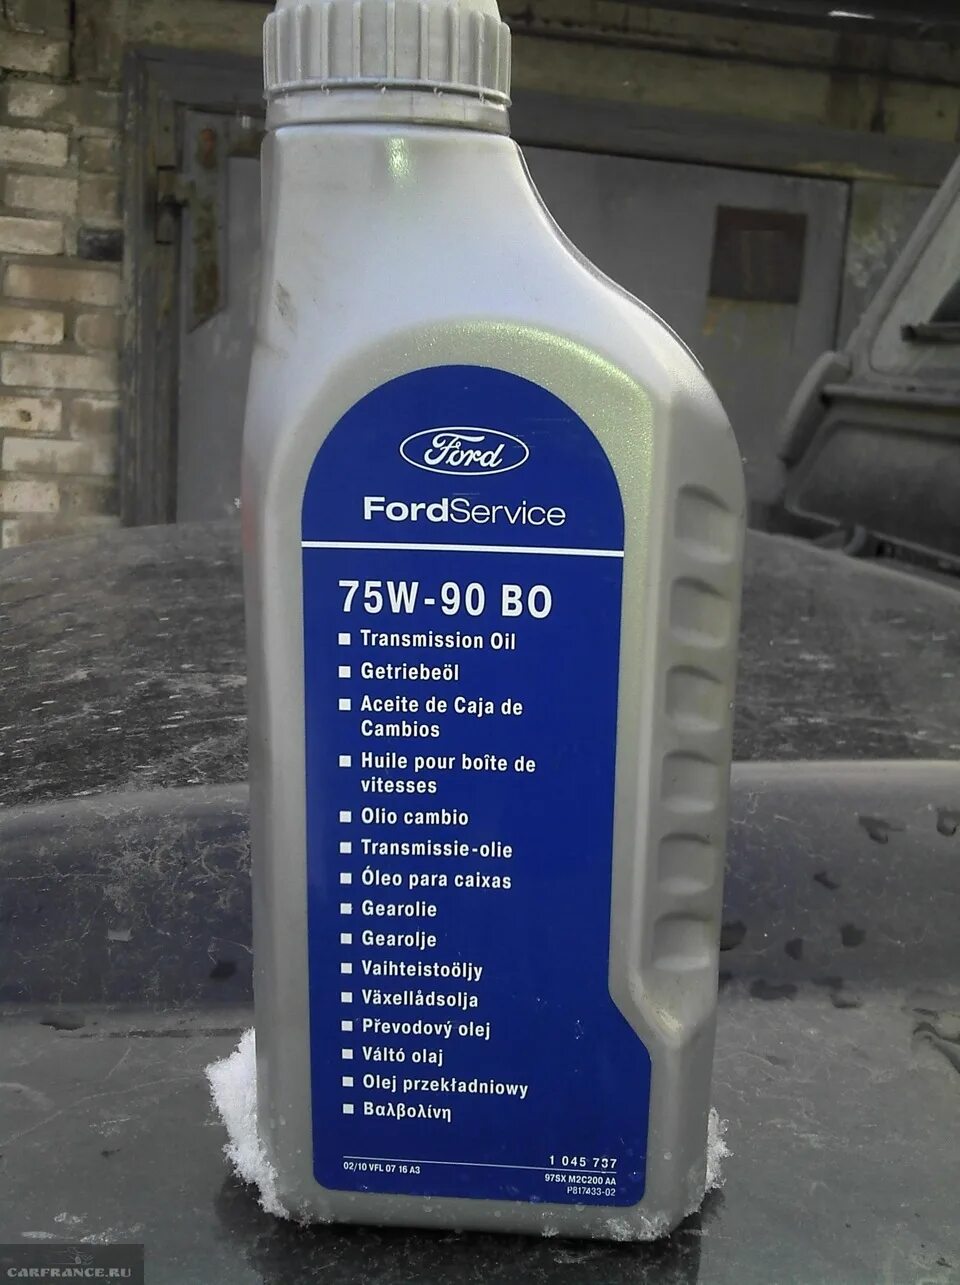 Ford
FordService
75W-90 BO
Transmission Oil
Getriebeöl
Aceite de Caja de
Cambios
Huile pour boîte de
vitesses
Olio cambio
Transmissie-olie
Óleo para caixas
Gearolie
Gearolje
Vaihteistoöljy
Växellådsolja
Převodový olej
Váltó olaj
Olej przekładniowy
Βαλβολίνη
1 045 737
02/10 VFL 07 16 A3
97SX M2C200 AA
P817433-02
CARFRANCE.RU